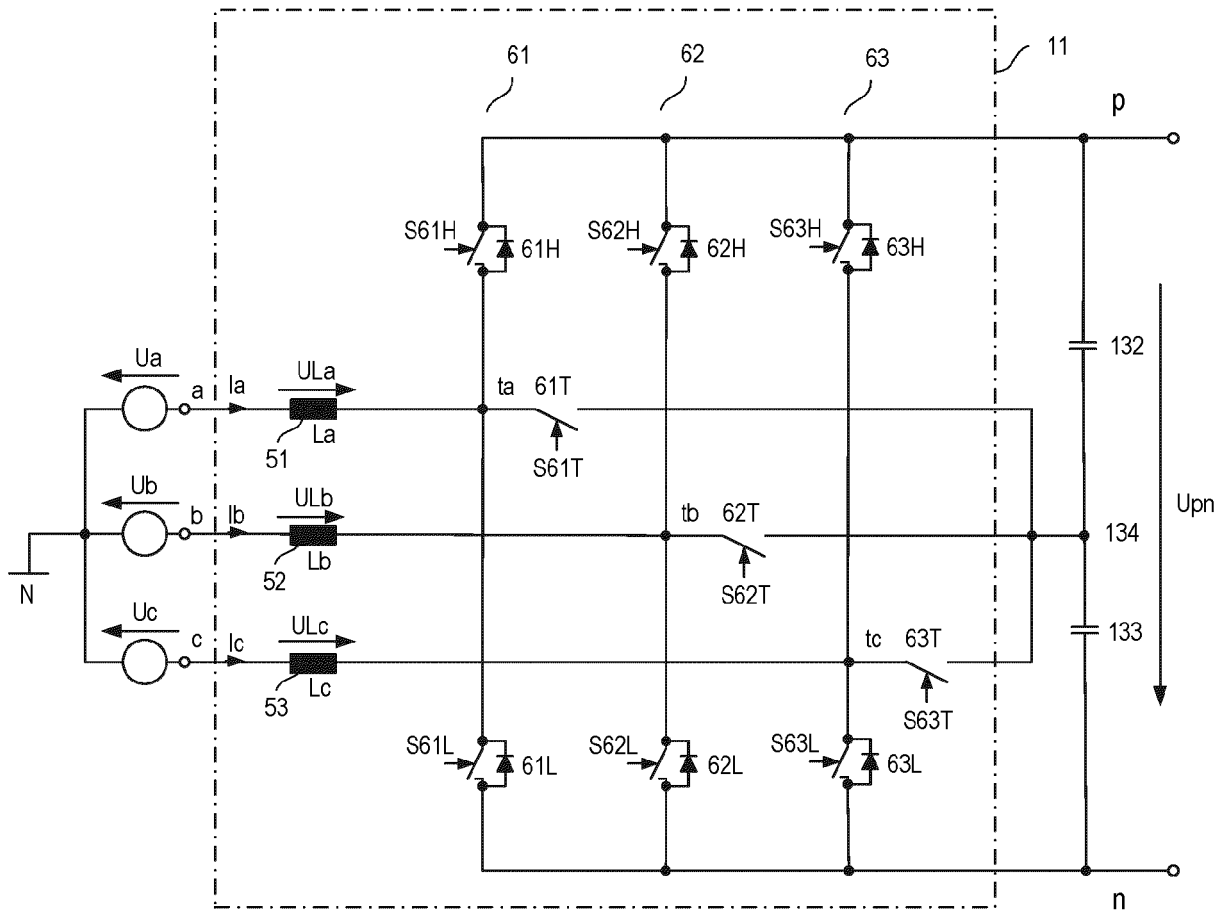 61
62
63
11
p
S61H
61H
S62H
62H
S63H
63H
132
Ua
a
Ia
ULa
ta
61T
51
La
S61T
Ub
b
Ib
ULb
tb
62T
134
Upn
52
Lb
S62T
N
Uc
c
Ic
ULc
tc
63T
133
53
Lc
S63T
S61L
61L
S62L
62L
S63L
63L
n